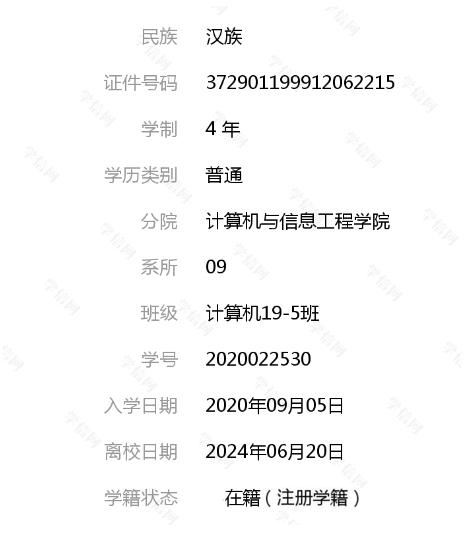 民族 汉族
证件号码 372901199912062215
学制 4 年
学历类别 普通
分院 计算机与信息工程学院
系所 09
班级 计算机19-5班
学号 2020022530
入学日期 2020年09月05日
离校日期 2024年06月20日
学籍状态 在籍（注册学籍）
学信网